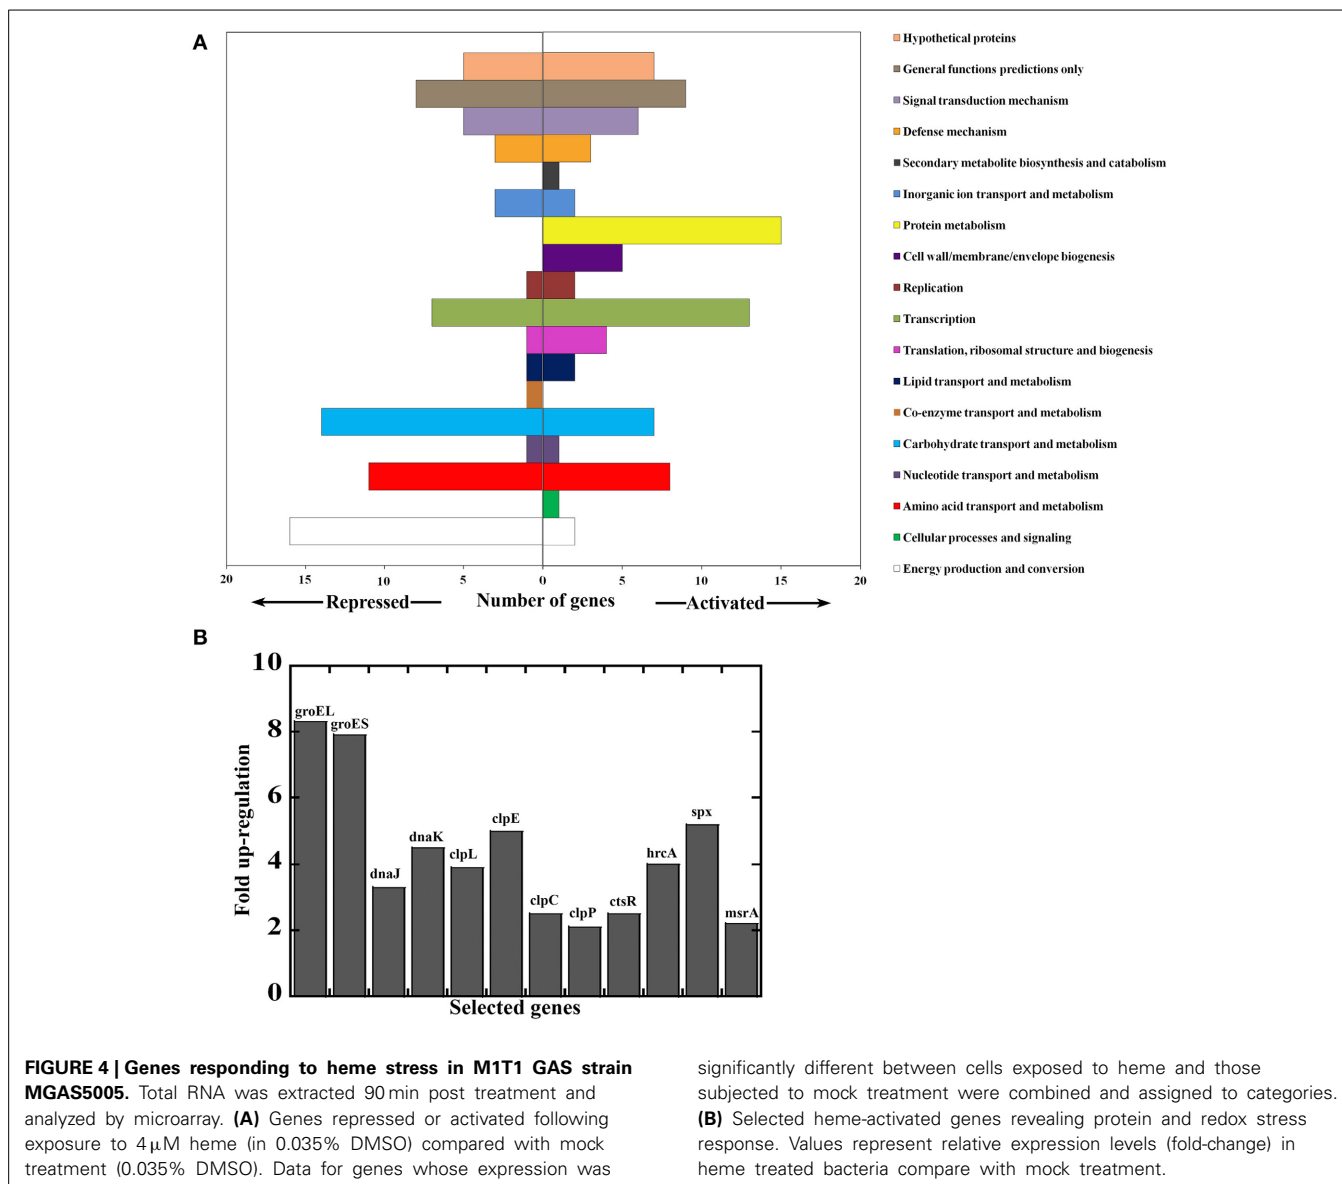 A
Hypothetical proteins
General functions predictions only
Signal transduction mechanism
Defense mechanism
Secondary metabolite biosynthesis and catabolism
Inorganic ion transport and metabolism
Protein metabolism
Cell wall/membrane/envelope biogenesis
Replication
Transcription
Translation, ribosomal structure and biogenesis
Lipid transport and metabolism
Co-enzyme transport and metabolism
Carbohydrate transport and metabolism
Nucleotide transport and metabolism
Amino acid transport and metabolism
Cellular processes and signaling
Energy production and conversion
20 15 10 5 0 5 10 15 20
Repressed Number of genes Activated
B
10
8
6
4
2
0
Fold up-regulation
groEL groES dnaJ dnaK clpL clpE clpC clpP ctsR hrcA spx msrA
Selected genes
FIGURE 4 | Genes responding to heme stress in M1T1 GAS strain
MGAS5005. Total RNA was extracted 90 min post treatment and
analyzed by microarray. (A) Genes repressed or activated following
exposure to 4 μM heme (in 0.035% DMSO) compared with mock
treatment (0.035% DMSO). Data for genes whose expression was
significantly different between cells exposed to heme and those
subjected to mock treatment were combined and assigned to categories.
(B) Selected heme-activated genes revealing protein and redox stress
response. Values represent relative expression levels (fold-change) in
heme treated bacteria compare with mock treatment.